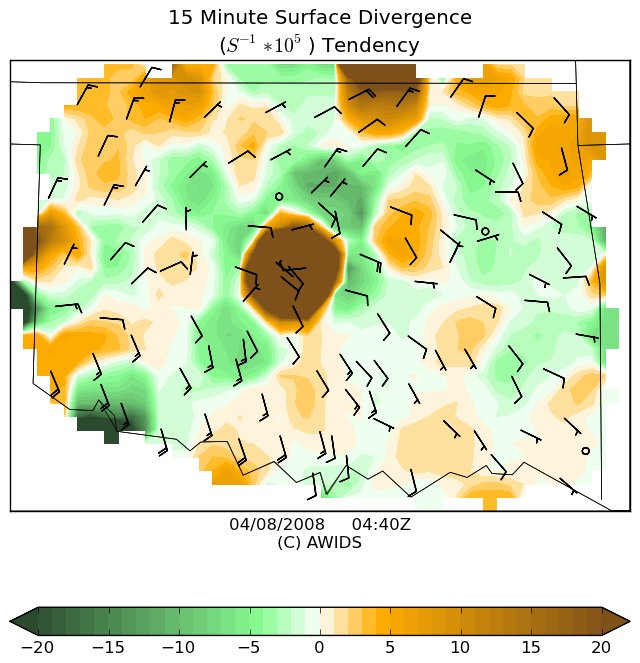 15 Minute Surface Divergence
(S⁻¹ *10⁵ ) Tendency
04/08/2008 04:40Z
(C) AWIDS
−20 −15 −10 −5 0 5 10 15 20